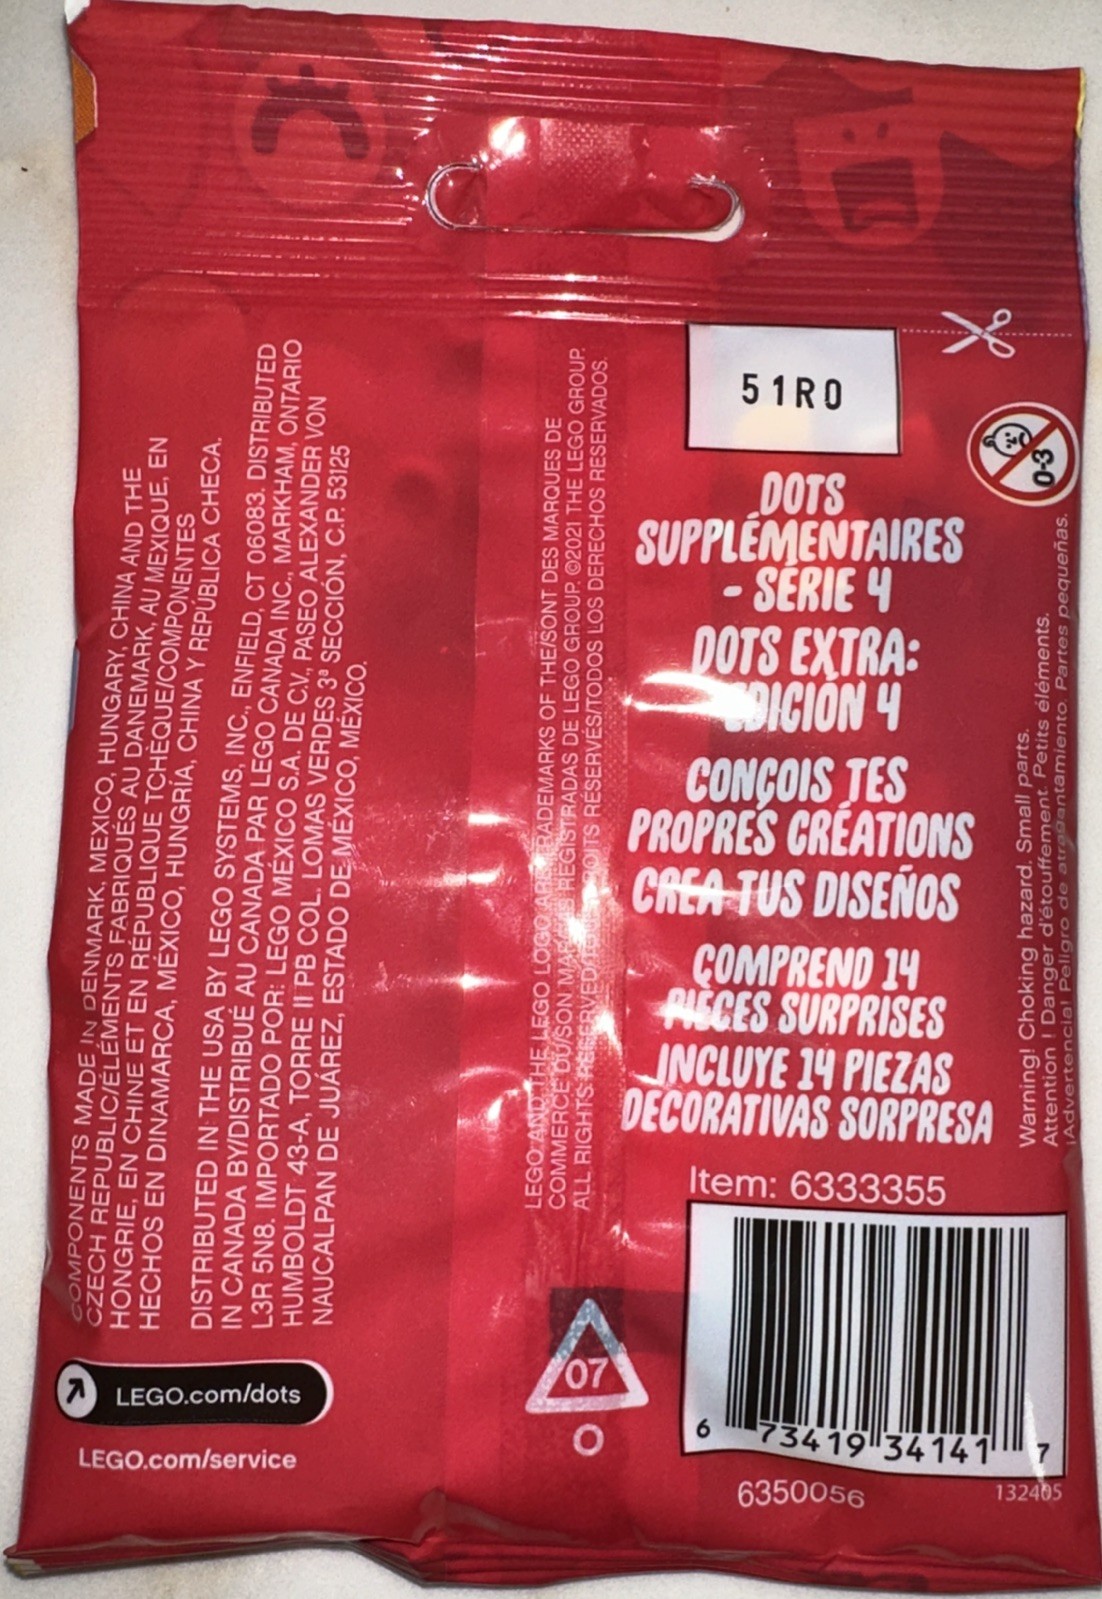 51R0
0-3
DOTS
SUPPLÉMENTAIRES
- SÉRIE 4
DOTS EXTRA:
EDICIÓN 4
CONÇOIS TES
PROPRES CRÉATIONS
CREA TUS DISEÑOS
COMPREND 14
PIÈCES SURPRISES
INCLUYE 14 PIEZAS
DECORATIVAS SORPRESA
Item: 6333355
6 73419 34141 7
6350056
132405
Warning! Choking hazard. Small parts.
Attention ! Danger d'étouffement. Petits éléments.
¡Advertencia! Peligro de atragantamiento. Partes pequeñas.
COMPONENTS MADE IN DENMARK, MEXICO, HUNGARY, CHINA AND THE
CZECH REPUBLIC/ÉLÉMENTS FABRIQUÉS AU DANEMARK, AU MEXIQUE, EN
HONGRIE, EN CHINE ET EN RÉPUBLIQUE TCHÈQUE/COMPONENTES
HECHOS EN DINAMARCA, MÉXICO, HUNGRÍA, CHINA Y REPÚBLICA CHECA.
DISTRIBUTED IN THE USA BY LEGO SYSTEMS, INC., ENFIELD, CT 06083. DISTRIBUTED
IN CANADA BY/DISTRIBUÉ AU CANADA PAR LEGO CANADA INC., MARKHAM, ONTARIO
L3R 5N8. IMPORTADO POR: LEGO MÉXICO S.A. DE C.V., PASEO ALEXANDER VON
HUMBOLDT 43-A, TORRE II PB COL. LOMAS VERDES 3ª SECCIÓN, C.P. 53125
NAUCALPAN DE JUÁREZ, ESTADO DE MÉXICO, MÉXICO.
LEGO AND THE LEGO LOGO ARE TRADEMARKS OF THE/SONT DES MARQUES DE
COMMERCE DU/SON MARCAS REGISTRADAS DE LEGO GROUP. ©2021 THE LEGO GROUP.
ALL RIGHTS RESERVED/TOUS DROITS RÉSERVÉS/TODOS LOS DERECHOS RESERVADOS.
07
O
LEGO.com/dots
LEGO.com/service